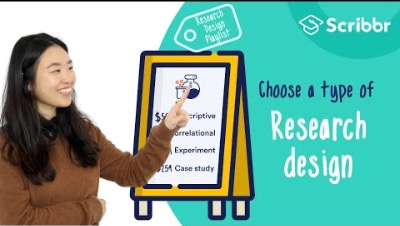 Research
Design
Playlist
Scribbr
Choose a type of
Research
design
Experiment
Case study